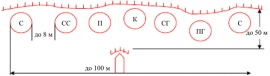 С СС П К СГ ПГ С
до 8 м
до 50 м
до 100 м